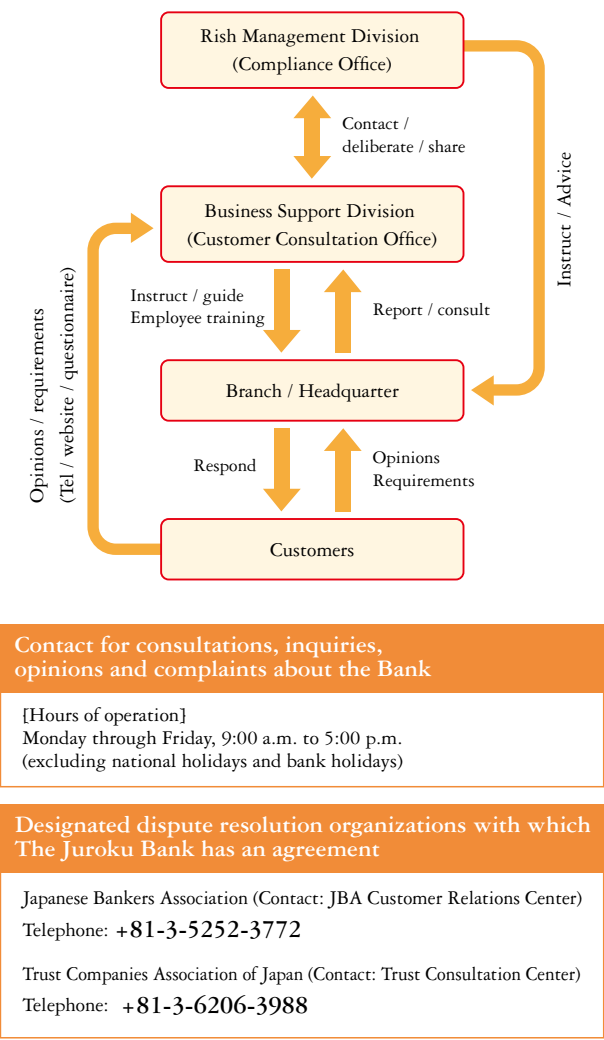 Rish Management Division
(Compliance Office)
Contact /
deliberate / share
Instruct / Advice
Business Support Division
(Customer Consultation Office)
Opinions / requirements
(Tel / website / questionnaire)
Instruct / guide
Employee training
Report / consult
Branch / Headquarter
Respond
Opinions
Requirements
Customers
Contact for consultations, inquiries,
opinions and complaints about the Bank
[Hours of operation]
Monday through Friday, 9:00 a.m. to 5:00 p.m.
(excluding national holidays and bank holidays)
Designated dispute resolution organizations with which
The Juroku Bank has an agreement
Japanese Bankers Association (Contact: JBA Customer Relations Center)
Telephone: +81-3-5252-3772
Trust Companies Association of Japan (Contact: Trust Consultation Center)
Telephone: +81-3-6206-3988